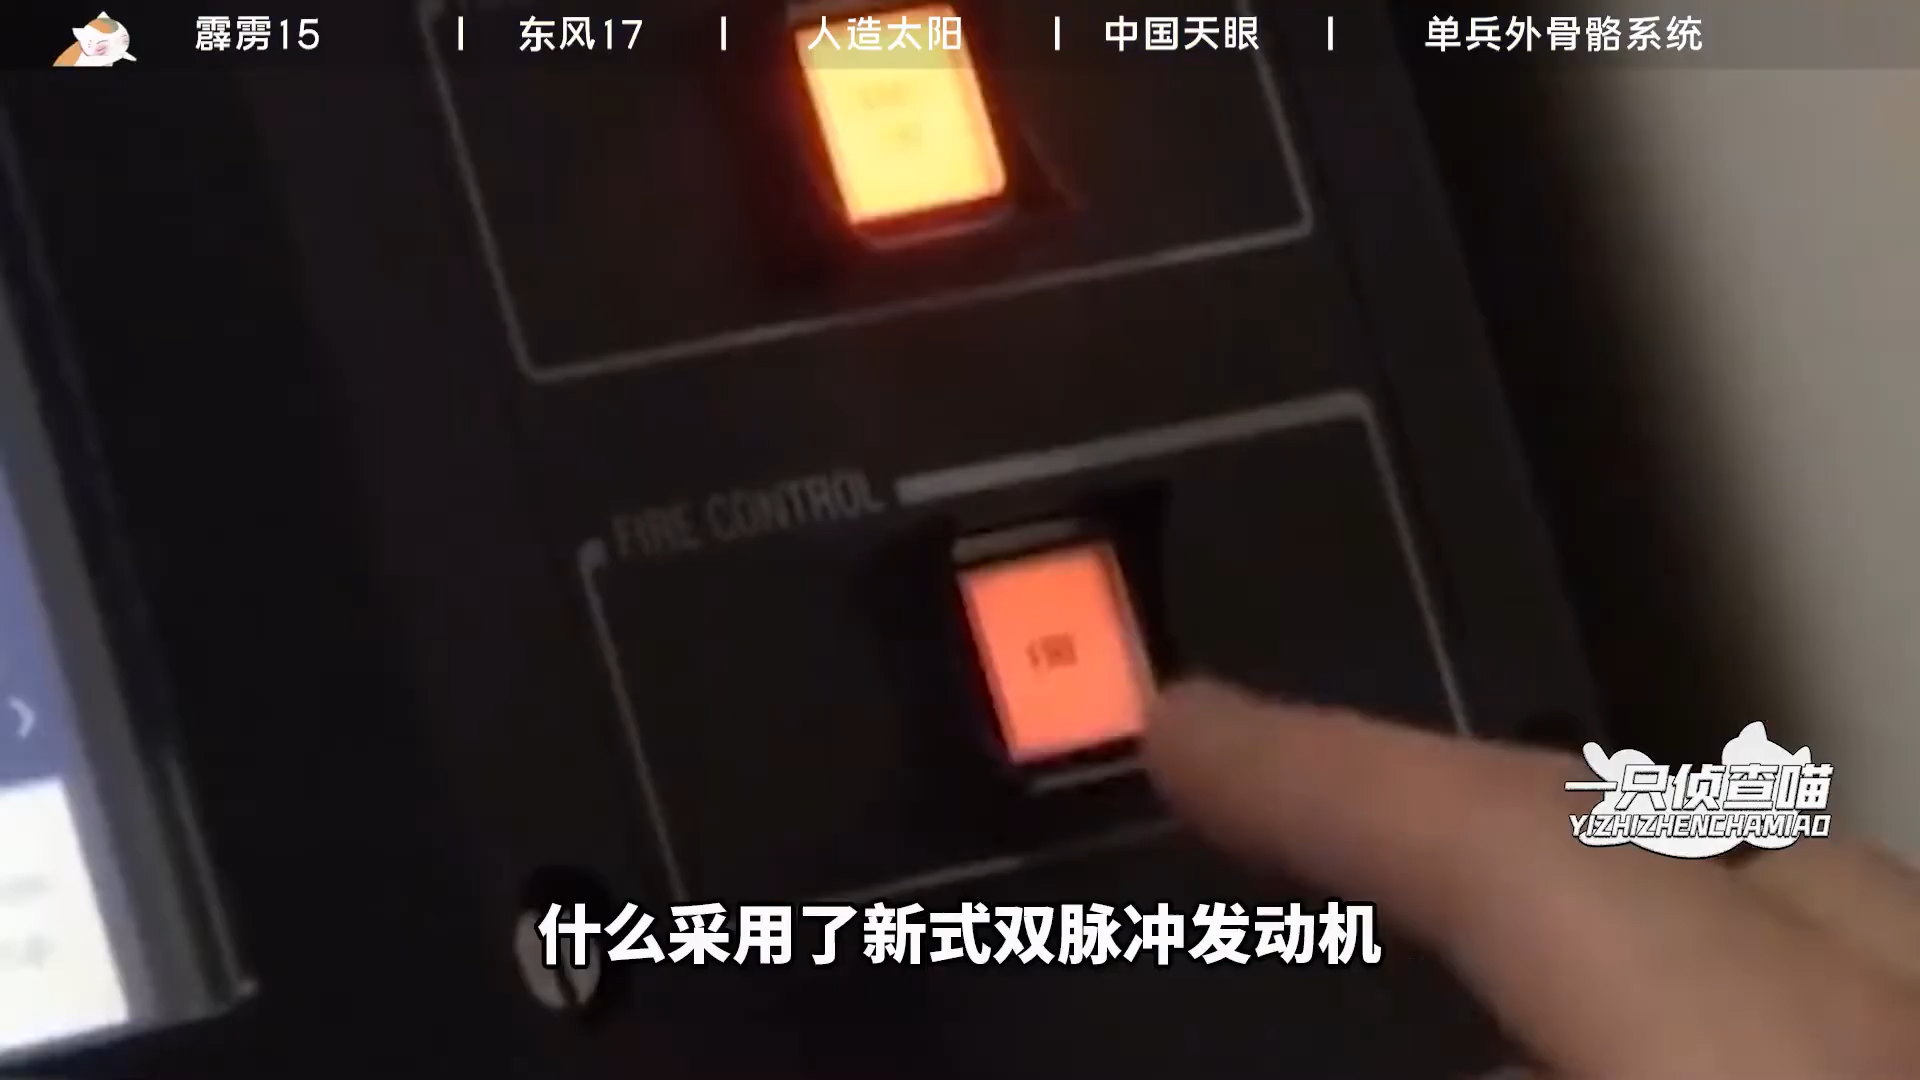 霹雳15 | 东风17 | 人造太阳 | 中国天眼 | 单兵外骨骼系统
FIRE CONTROL
一只侦查喵
YIZHIZHENCHAMIAO
什么采用了新式双脉冲发动机